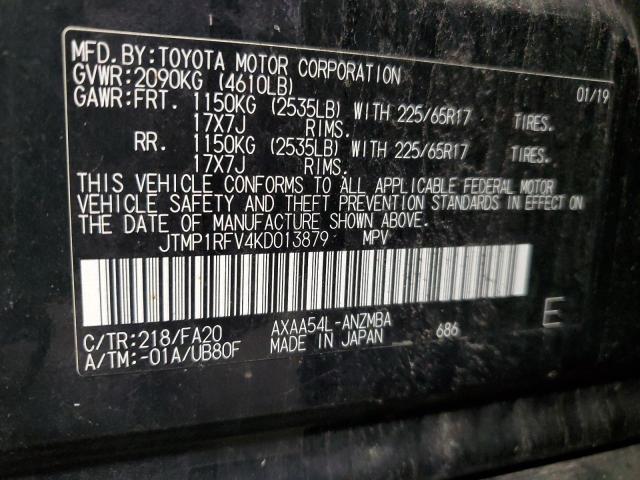 MFD.BY:TOYOTA MOTOR CORPORATION
GVWR:2090KG (4610LB) 01/19
GAWR:FRT. 1150KG (2535LB) WITH 225/65R17 TIRES.
17X7J RIMS.
RR. 1150KG (2535LB) WITH 225/65R17 TIRES.
17X7J RIMS.
THIS VEHICLE CONFORMS TO ALL APPLICABLE FEDERAL MOTOR
VEHICLE SAFETY AND THEFT PREVENTION STANDARDS IN EFFECT ON
THE DATE OF MANUFACTURE SHOWN ABOVE.
JTMP1RFV4KD013879 MPV
C/TR:218/FA20 AXAA54L-ANZMBA 686 E
A/TM:-01A/UB80F MADE IN JAPAN